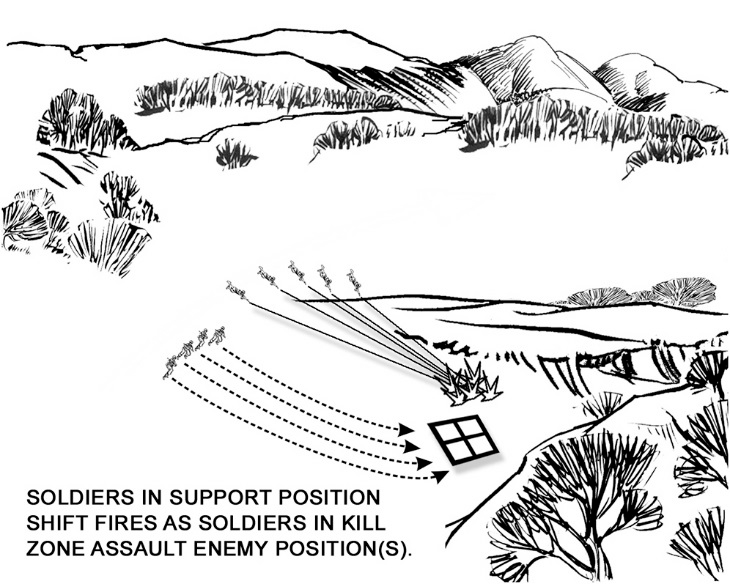 SOLDIERS IN SUPPORT POSITION
SHIFT FIRES AS SOLDIERS IN KILL
ZONE ASSAULT ENEMY POSITION(S).